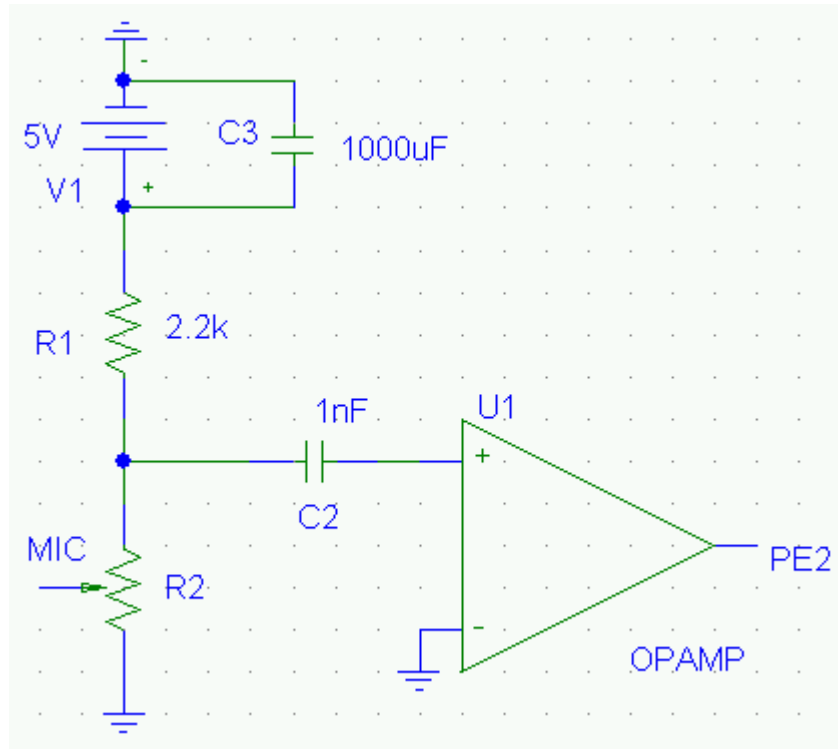 -
5V
C3
1000uF
V1
+
R1
2.2k
1nF
U1
+
C2
MIC
R2
PE2
-
OPAMP